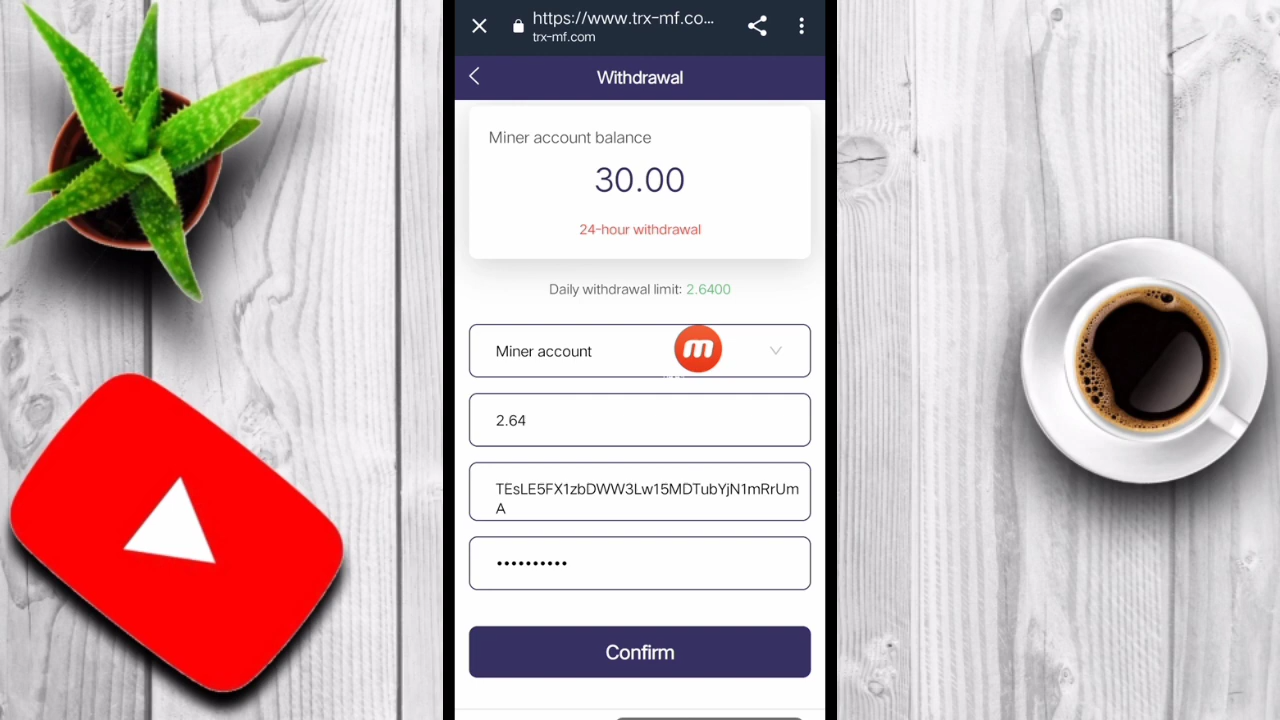 https://www.trx-mf.co...
trx-mf.com
Withdrawal
Miner account balance
30.00
24-hour withdrawal
Daily withdrawal limit: 2.6400
Miner account
m
2.64
TEsLE5FX1zbDWW3Lw15MDTubYjN1mRrUm
A
••••••••••
Confirm